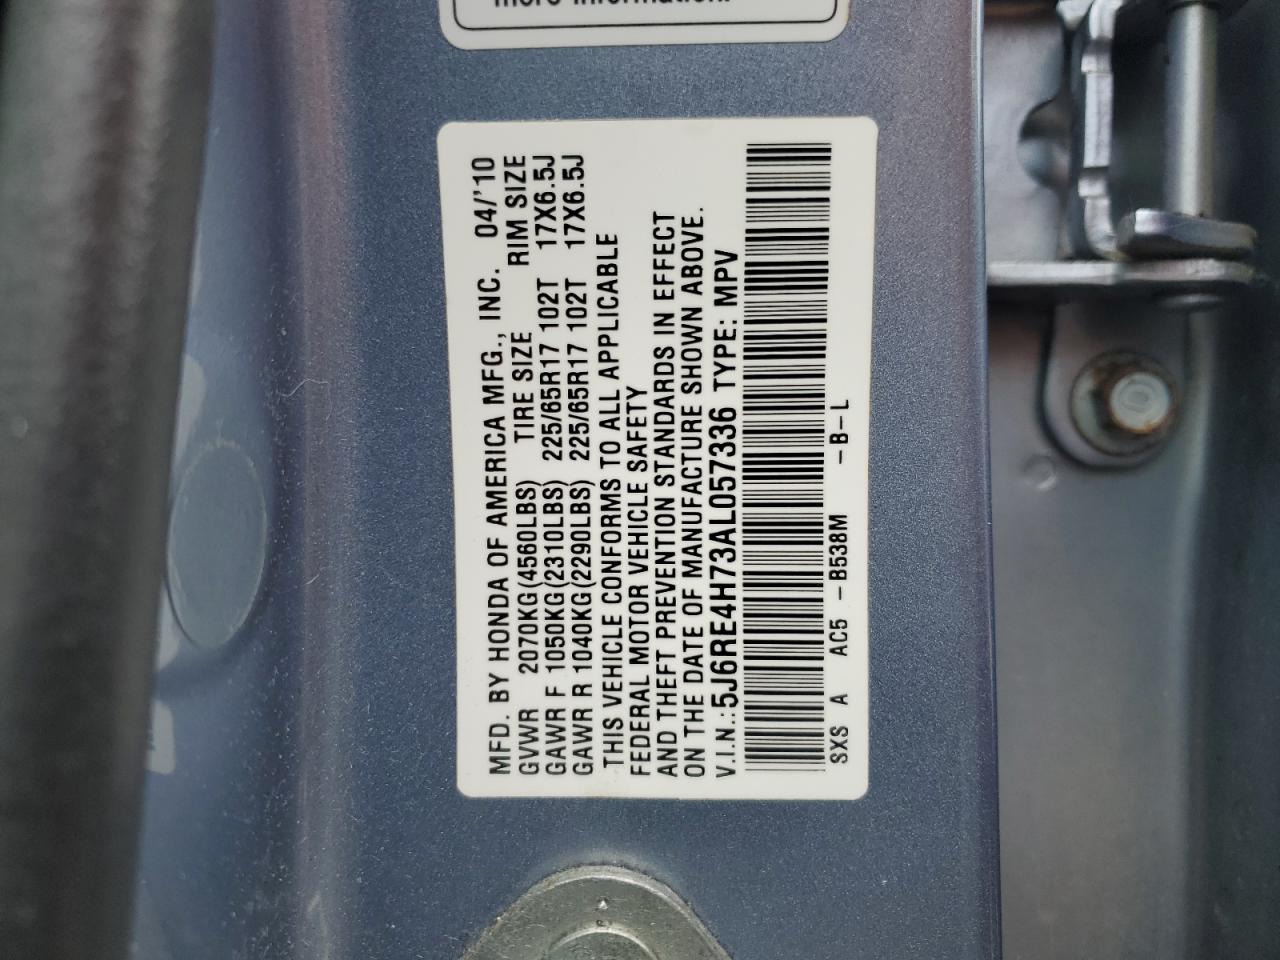 more information.
MFD. BY HONDA OF AMERICA MFG., INC. 04/'10
GVWR 2070KG(4560LBS) TIRE SIZE RIM SIZE
GAWR F 1050KG(2310LBS) 225/65R17 102T 17X6.5J
GAWR R 1040KG(2290LBS) 225/65R17 102T 17X6.5J
THIS VEHICLE CONFORMS TO ALL APPLICABLE
FEDERAL MOTOR VEHICLE SAFETY
AND THEFT PREVENTION STANDARDS IN EFFECT
ON THE DATE OF MANUFACTURE SHOWN ABOVE.
V.I.N.:5J6RE4H73AL057336 TYPE: MPV
SXS A AC5 -B538M -B-L